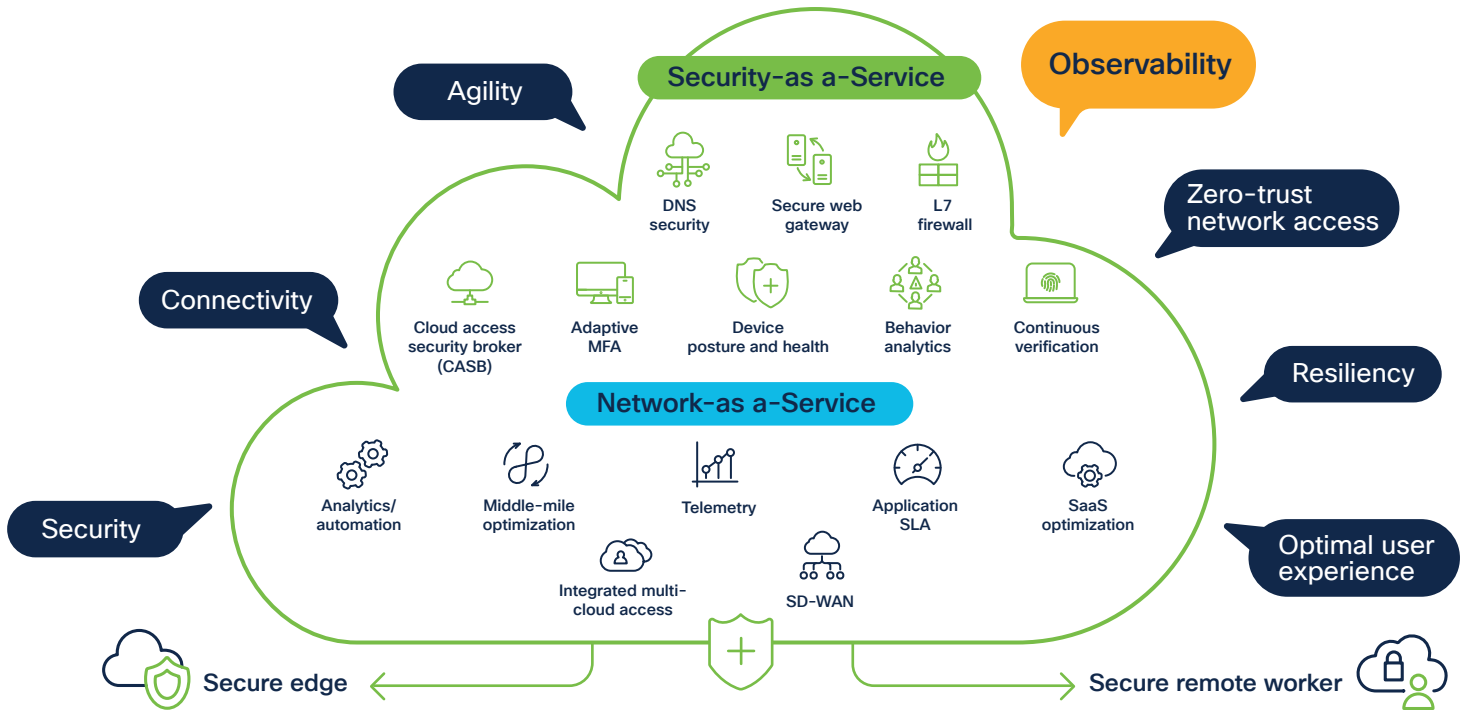 Agility
Security-as a-Service
Observability
DNS
security
Secure web
gateway
L7
firewall
Zero-trust
network access
Connectivity
Cloud access
security broker
(CASB)
Adaptive
MFA
Device
posture and health
Behavior
analytics
Continuous
verification
Resiliency
Network-as a-Service
Analytics/
automation
Middle-mile
optimization
Telemetry
Application
SLA
SaaS
optimization
Security
Optimal user
experience
Integrated multi-
cloud access
SD-WAN
Secure edge
Secure remote worker